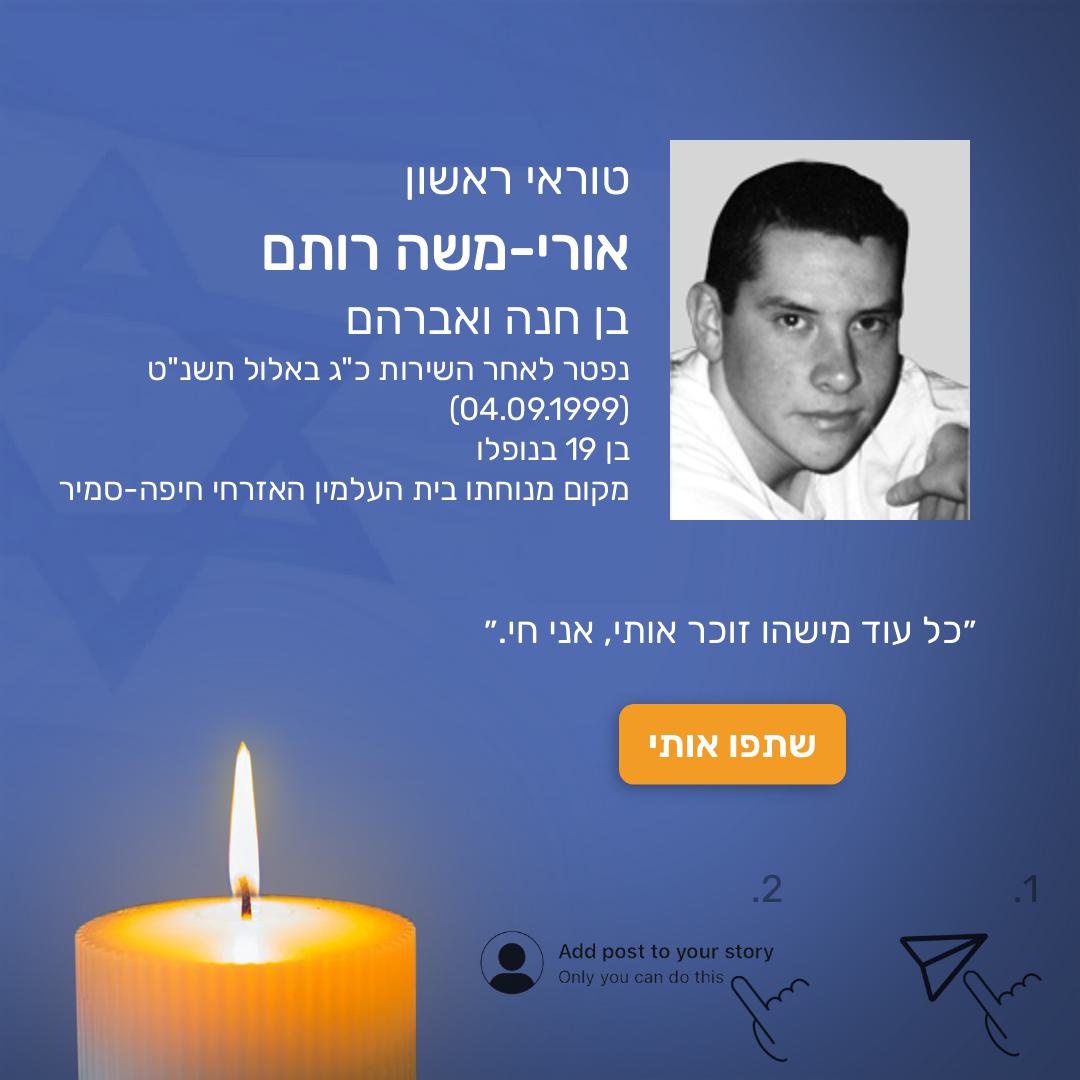 טוראי ראשון
אורי-משה רותם
בן חנה ואברהם
נפטר לאחר השירות כ"ג באלול תשנ"ט
(04.09.1999)
בן 19 בנופלו
מקום מנוחתו בית העלמין האזרחי חיפה-סמיר
״כל עוד מישהו זוכר אותי, אני חי.״
שתפו אותי
1.
2.
Add post to your story
Only you can do this